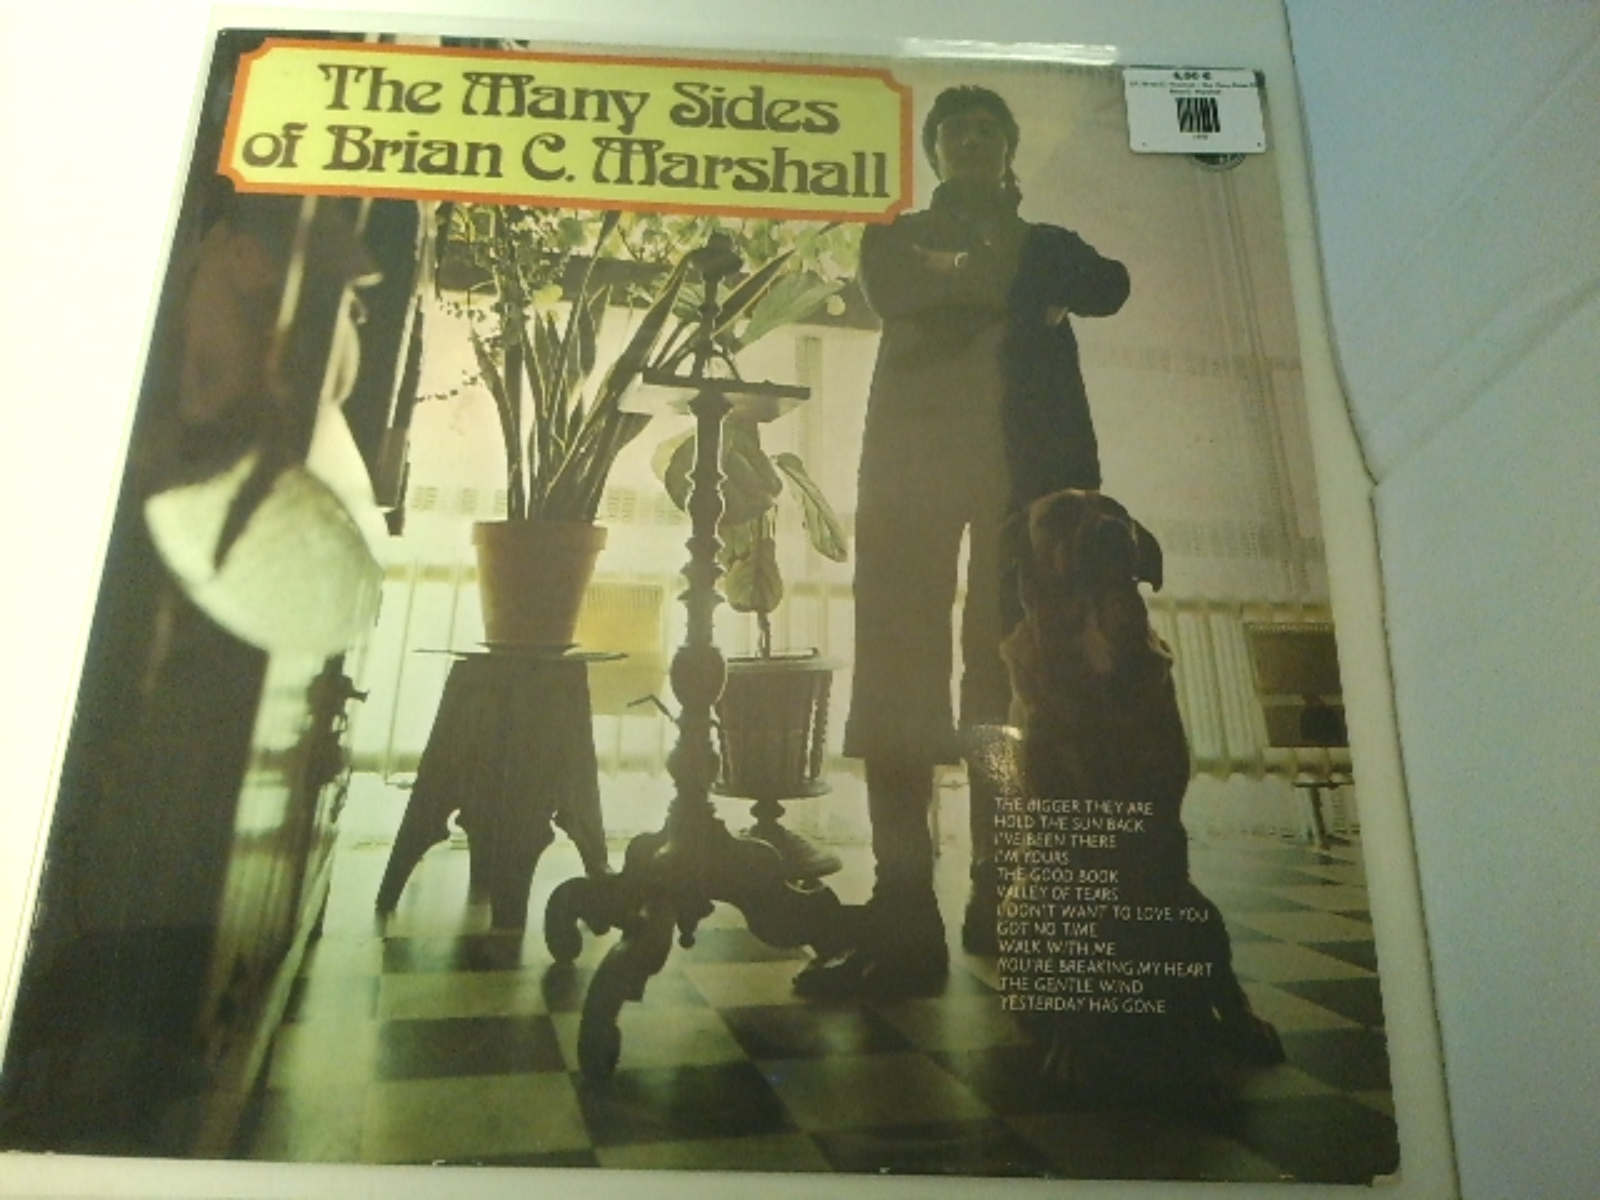 The Many Sides
of Brian C. Marshall
THE BIGGER THEY ARE
HOLD THE SUN BACK
I'VE BEEN THERE
I'M YOURS
THE GOOD BOOK
VALLEY OF TEARS
I DON'T WANT TO LOVE YOU
GOT NO TIME
WALK WITH ME
YOU'RE BREAKING MY HEART
THE GENTLE WIND
YESTERDAY HAS GONE